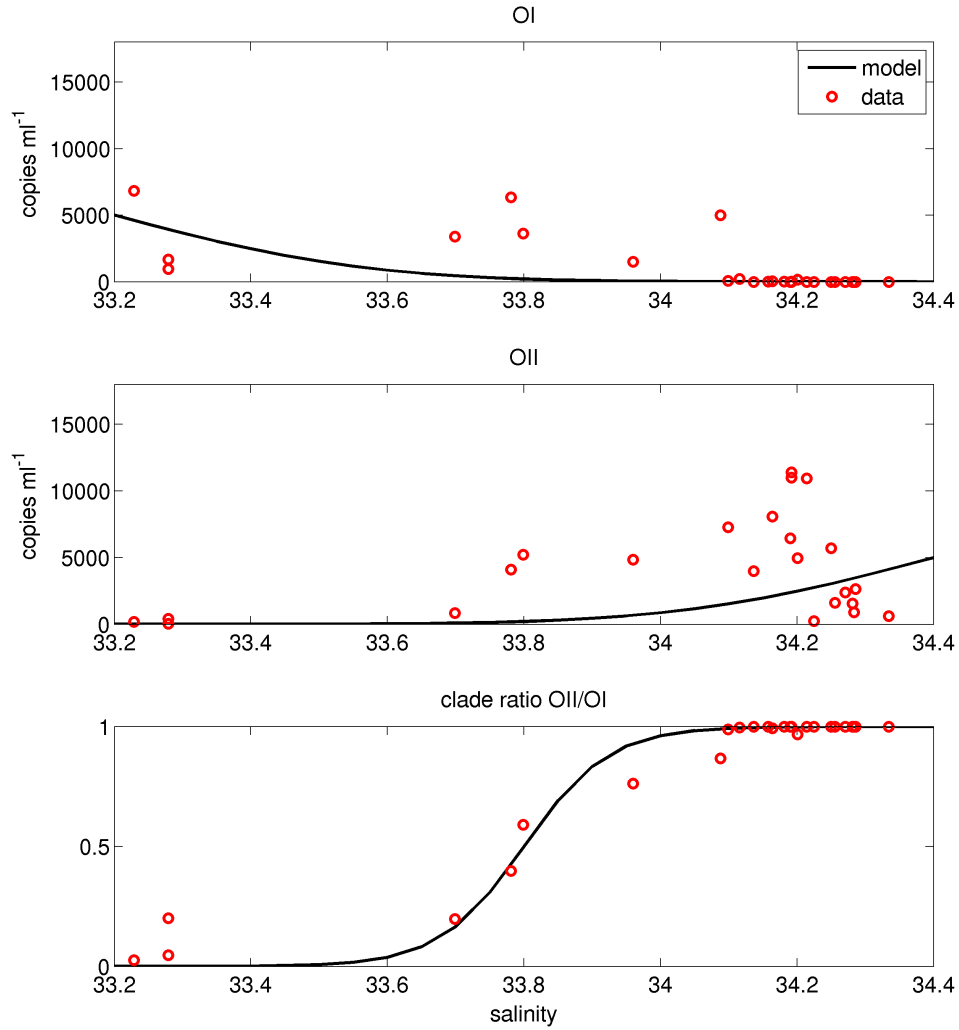 OI
15000
10000
5000
0
copies ml⁻¹
33.2 33.4 33.6 33.8 34 34.2 34.4
model
data
OII
15000
10000
5000
0
copies ml⁻¹
33.2 33.4 33.6 33.8 34 34.2 34.4
clade ratio OII/OI
1
0.5
0
33.2 33.4 33.6 33.8 34 34.2 34.4
salinity